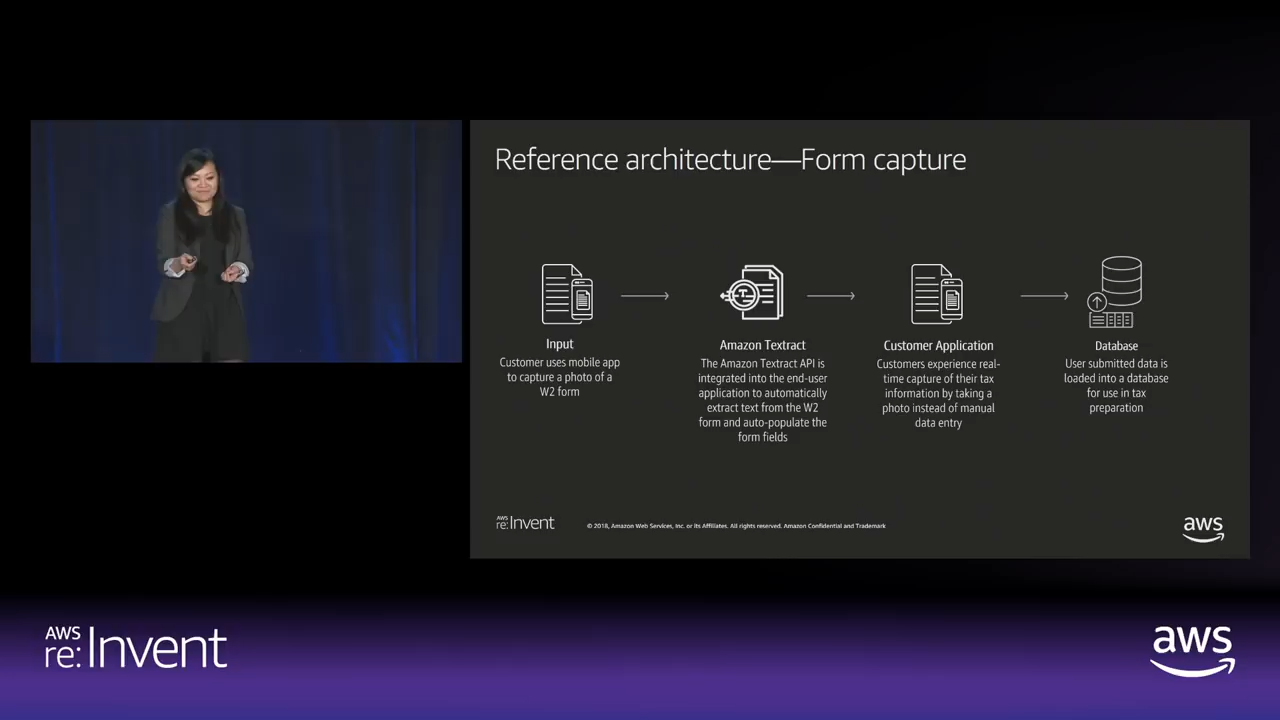 Reference architecture—Form capture
Input
Customer uses mobile app
to capture a photo of a
W2 form
Amazon Textract
The Amazon Textract API is
integrated into the end-user
application to automatically
extract text from the W2
form and auto-populate the
form fields
Customer Application
Customers experience real-
time capture of their tax
information by taking a
photo instead of manual
data entry
Database
User submitted data is
loaded into a database
for use in tax
preparation
AWS
re:Invent
© 2018, Amazon Web Services, Inc. or its Affiliates. All rights reserved. Amazon Confidential and Trademark
aws
AWS
re:Invent
aws